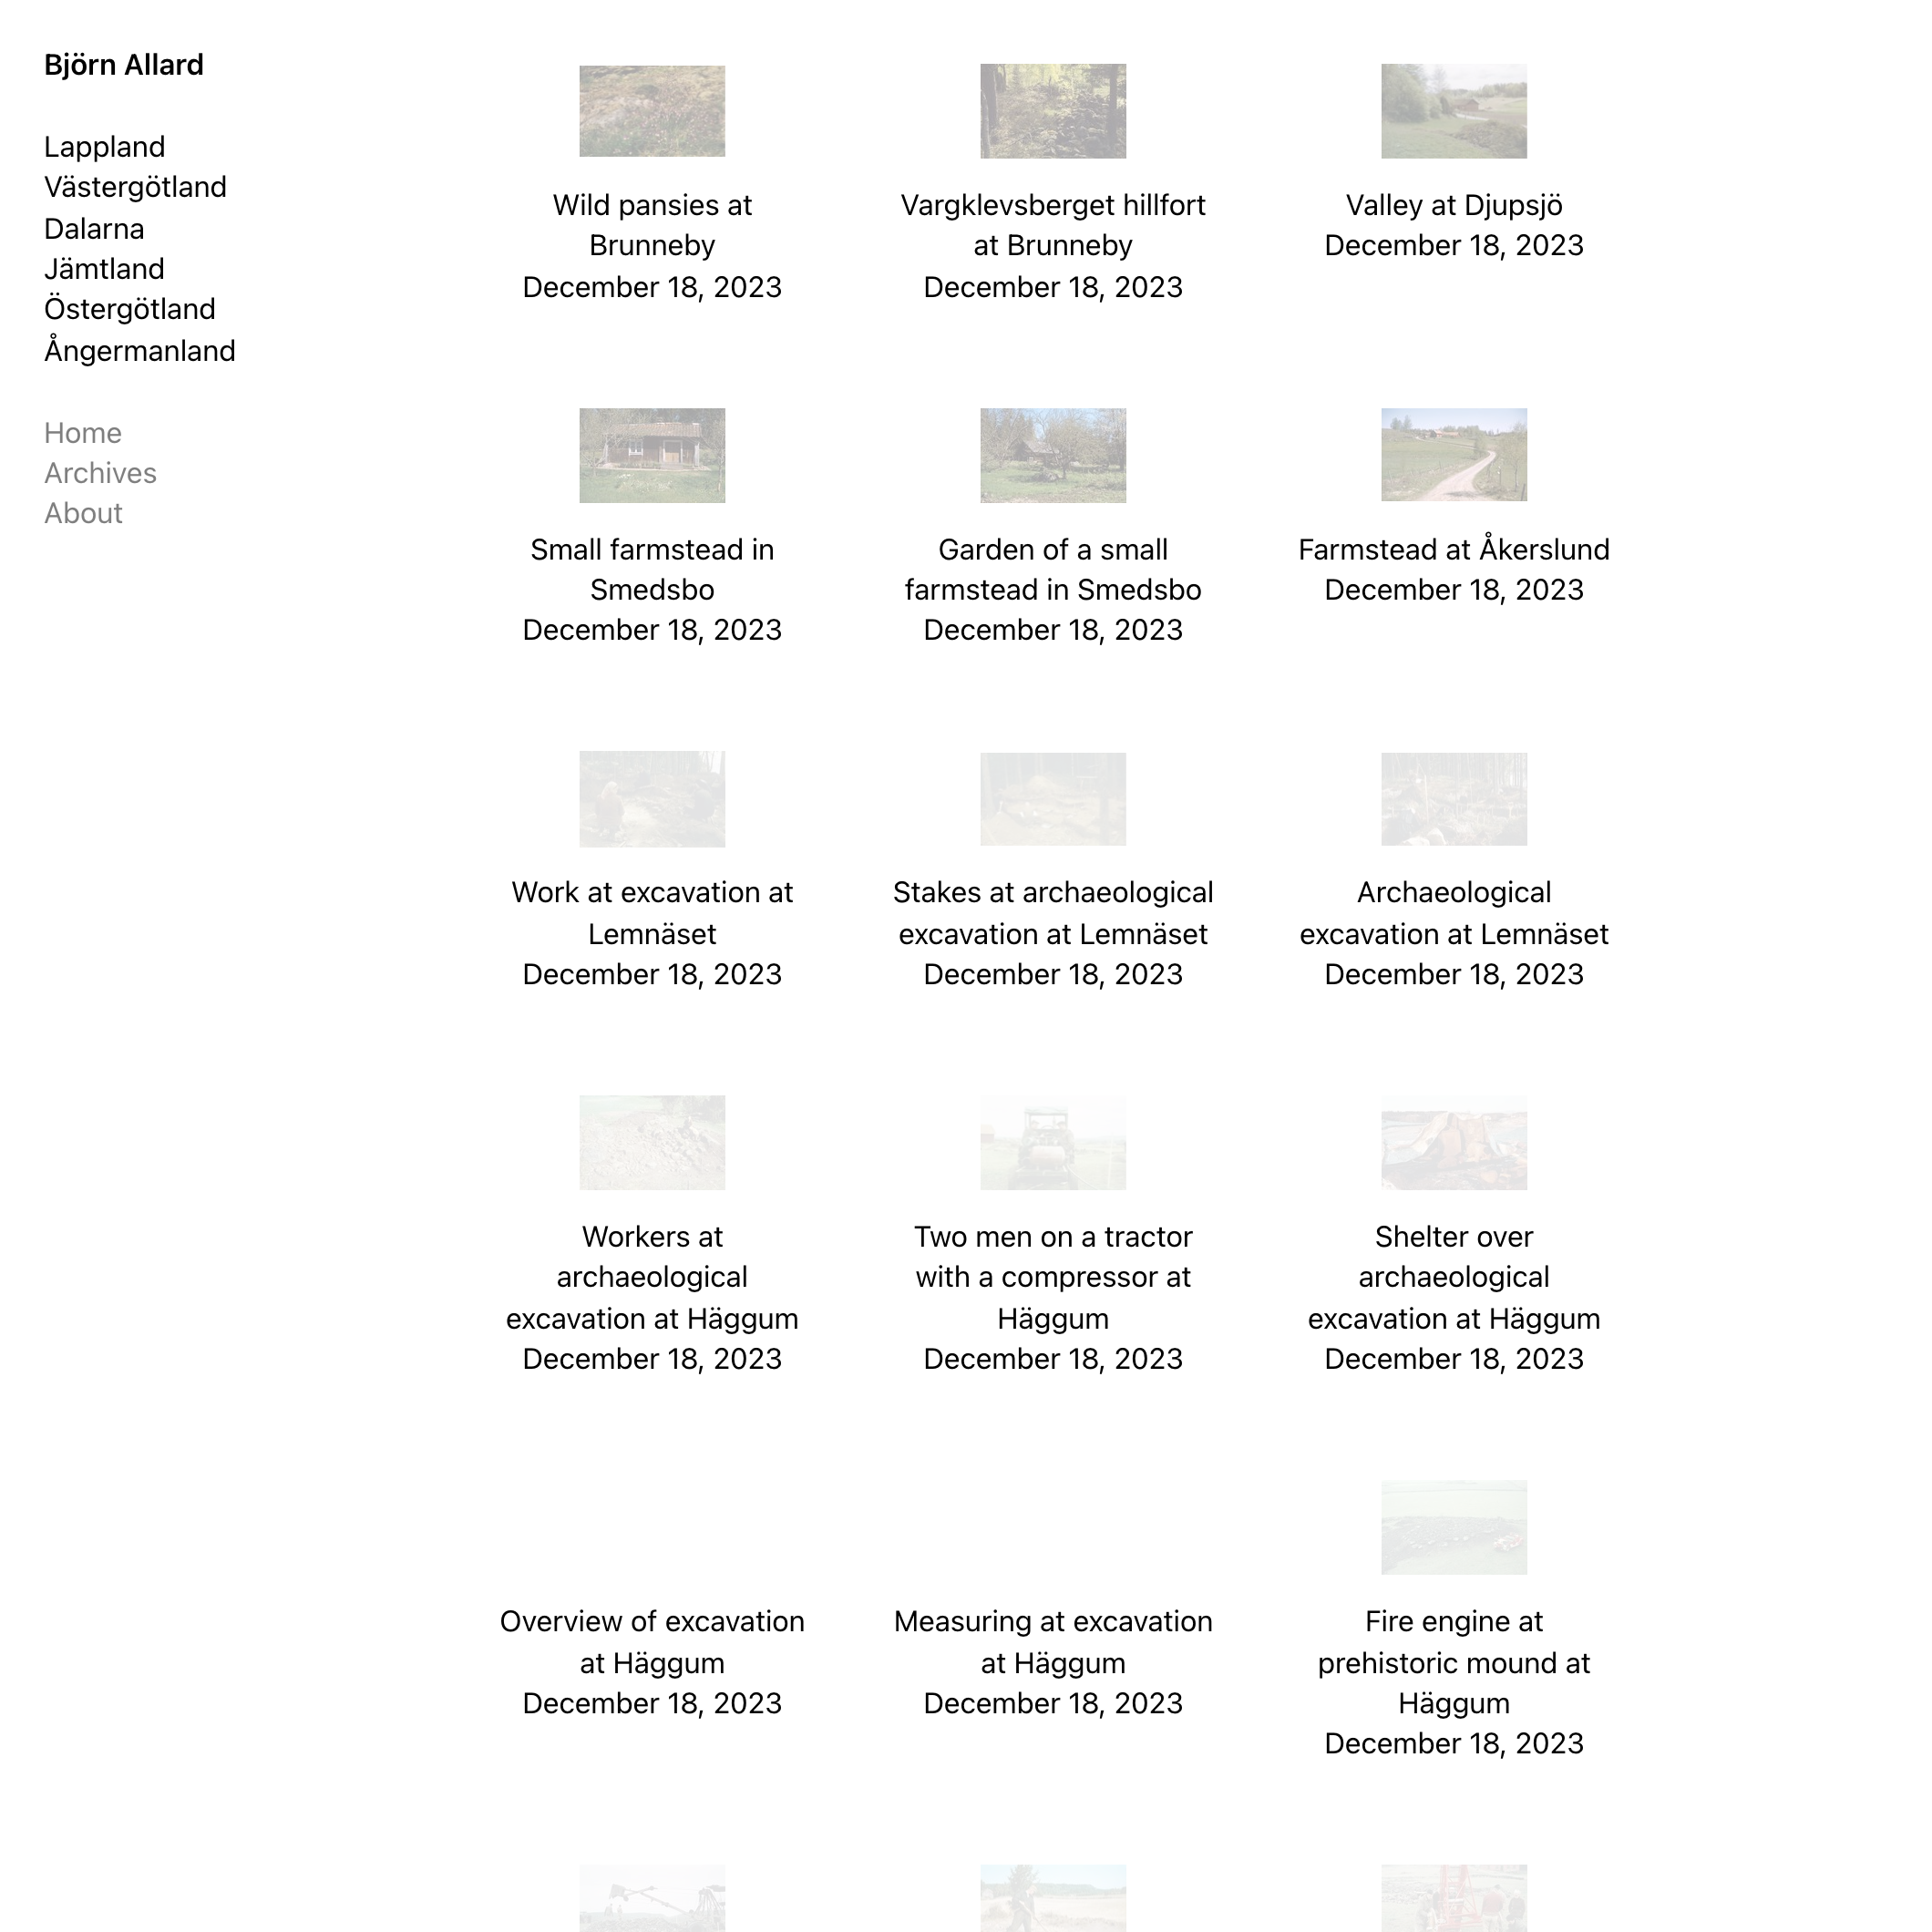 Björn Allard
Lappland
Västergötland
Dalarna
Jämtland
Östergötland
Ångermanland
Home
Archives
About
Wild pansies at
Brunneby
December 18, 2023
Vargklevsberget hillfort
at Brunneby
December 18, 2023
Valley at Djupsjö
December 18, 2023
Small farmstead in
Smedsbo
December 18, 2023
Garden of a small
farmstead in Smedsbo
December 18, 2023
Farmstead at Åkerslund
December 18, 2023
Work at excavation at
Lemnäset
December 18, 2023
Stakes at archaeological
excavation at Lemnäset
December 18, 2023
Archaeological
excavation at Lemnäset
December 18, 2023
Workers at
archaeological
excavation at Häggum
December 18, 2023
Two men on a tractor
with a compressor at
Häggum
December 18, 2023
Shelter over
archaeological
excavation at Häggum
December 18, 2023
Overview of excavation
at Häggum
December 18, 2023
Measuring at excavation
at Häggum
December 18, 2023
Fire engine at
prehistoric mound at
Häggum
December 18, 2023